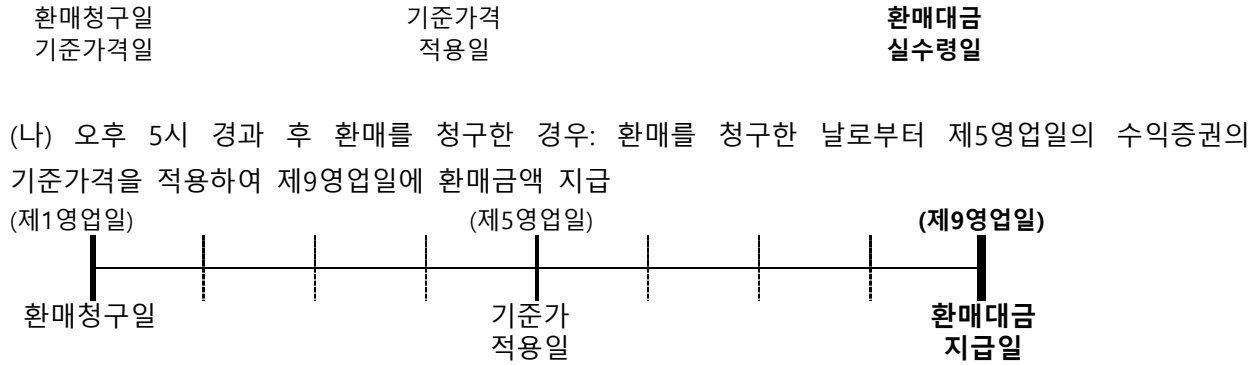 환매청구일 기준가격 환매대금
기준가격일 적용일 실수령일
(나) 오후 5시 경과 후 환매를 청구한 경우: 환매를 청구한 날로부터 제5영업일의 수익증권의
기준가격을 적용하여 제9영업일에 환매금액 지급
(제1영업일) (제5영업일) (제9영업일)
환매청구일 기준가 환매대금
적용일 지급일